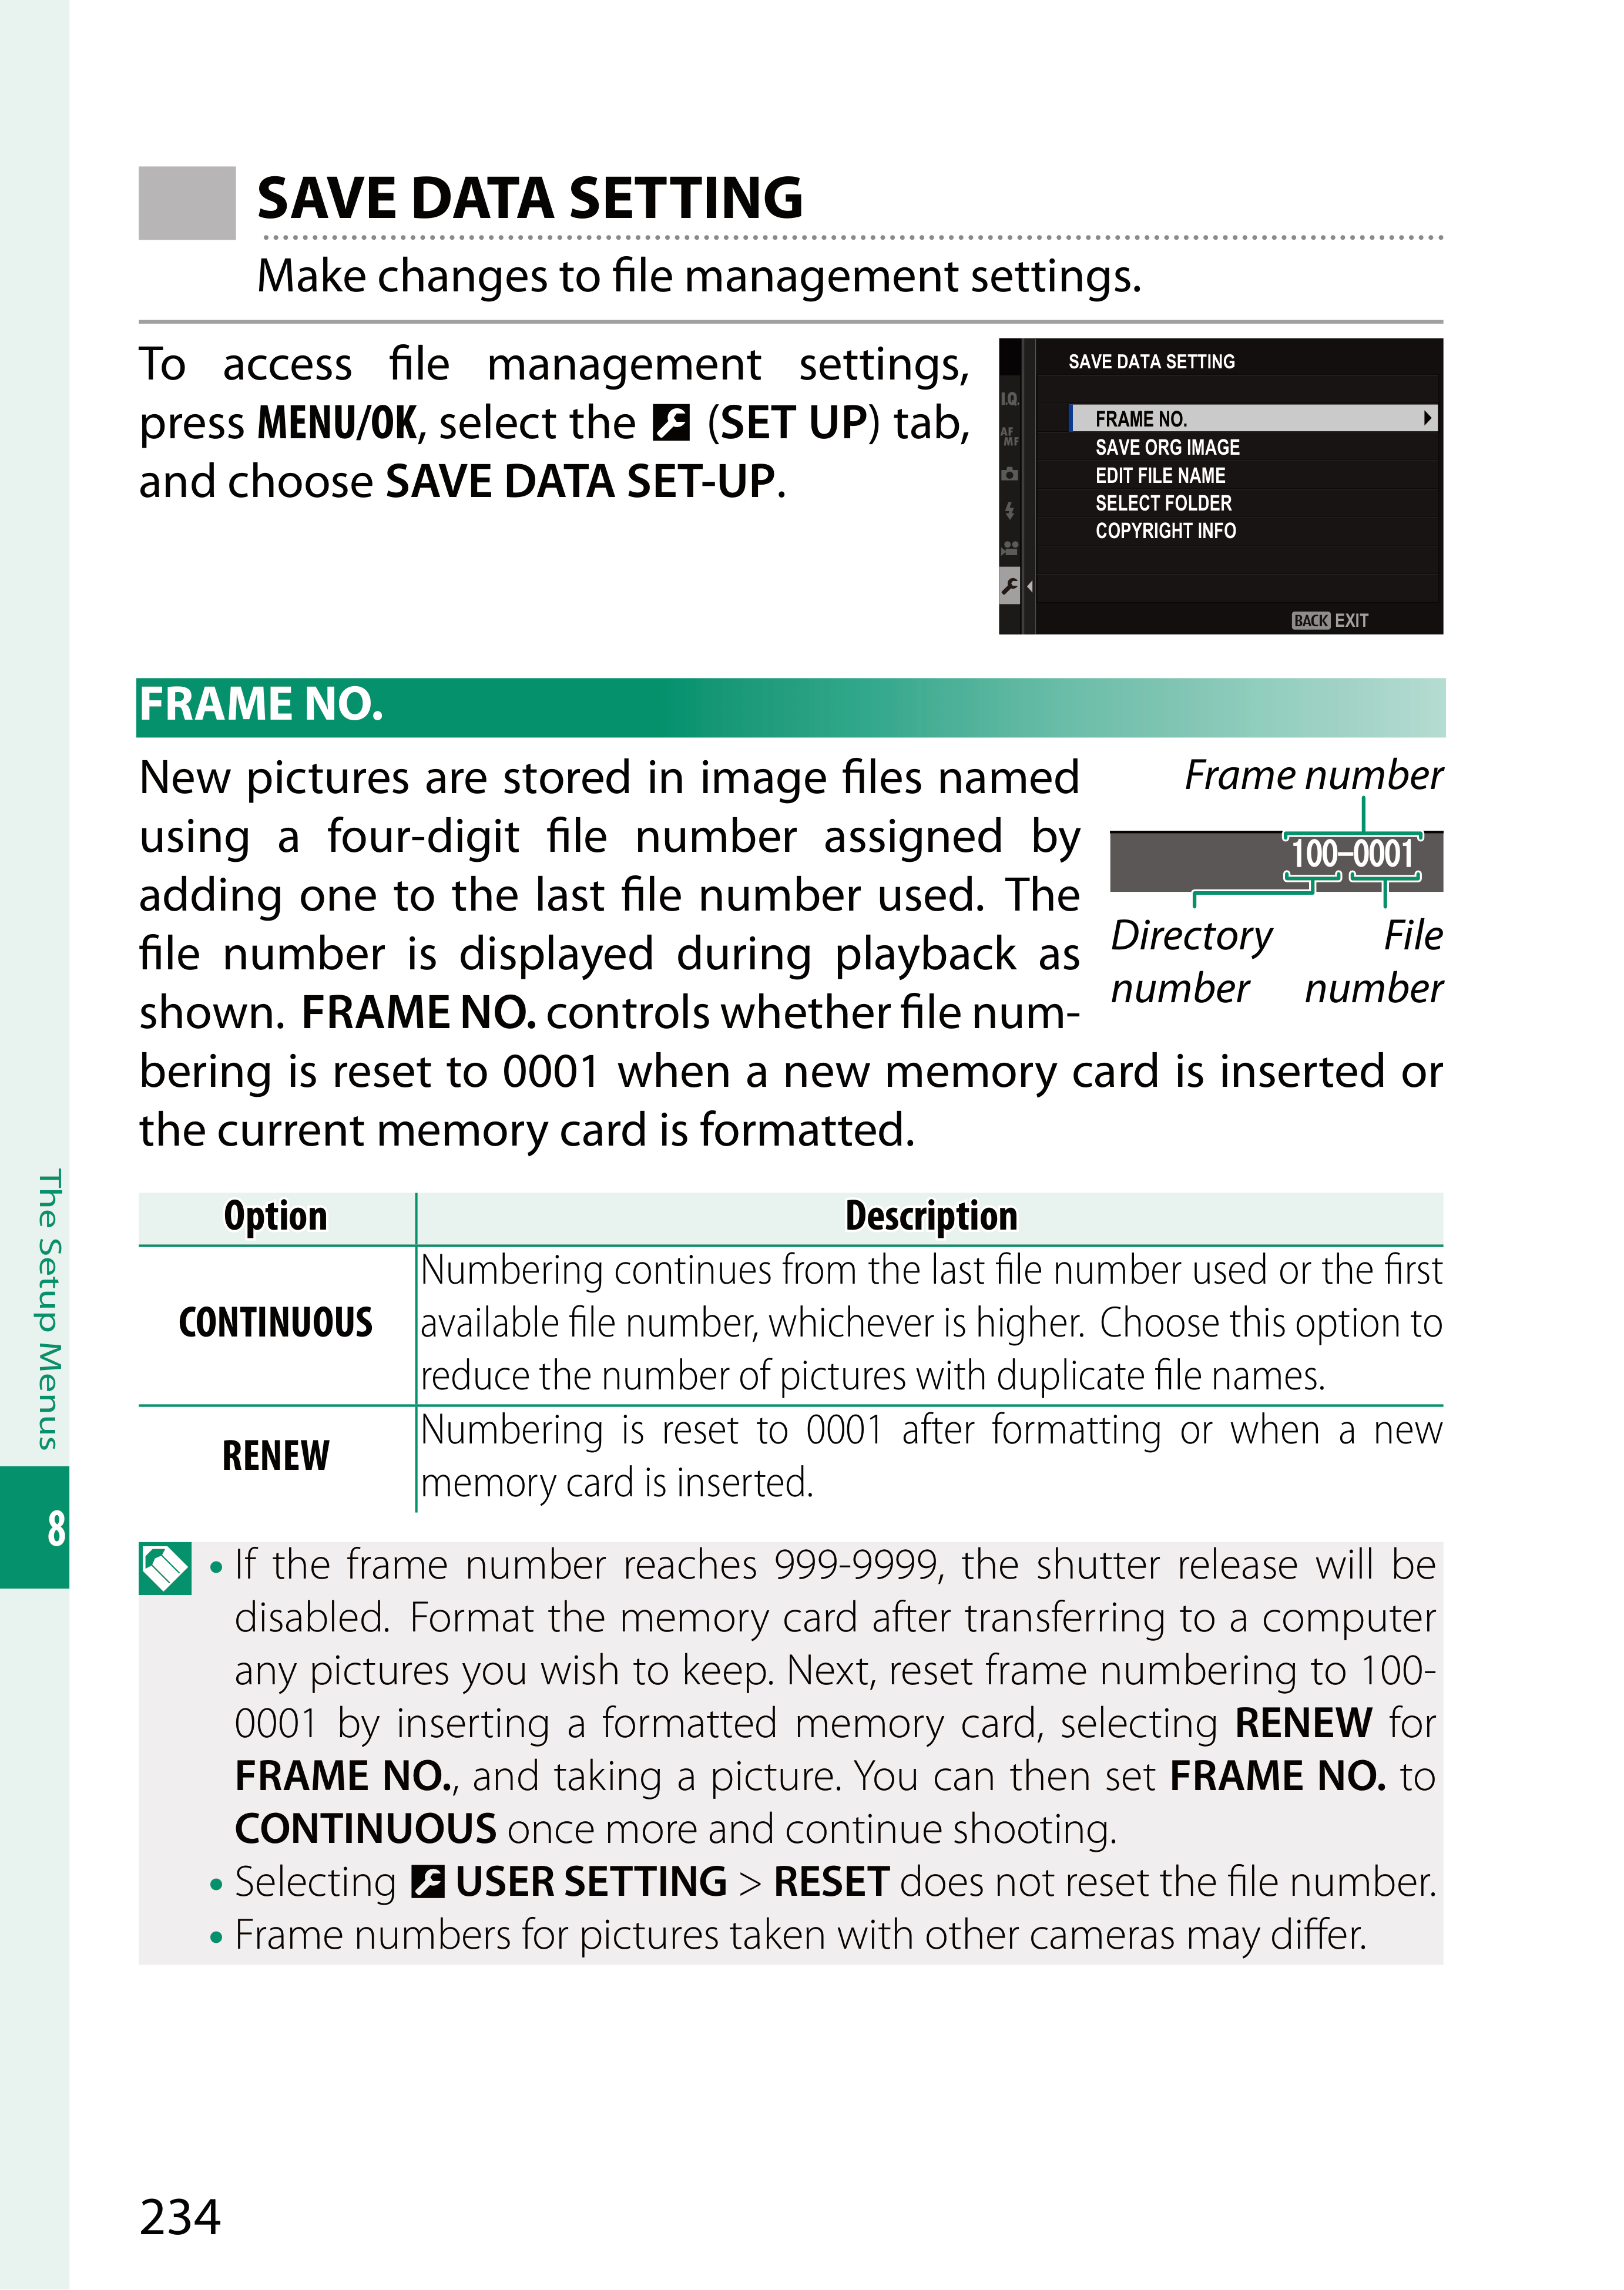 SAVE DATA SETTING
Make changes to file management settings.
To access file management settings,
press MENU/OK, select the (SET UP) tab,
and choose SAVE DATA SET-UP.
SAVE DATA SETTING
I.Q.
AF
MF
FRAME NO.
SAVE ORG IMAGE
EDIT FILE NAME
SELECT FOLDER
COPYRIGHT INFO
BACK EXIT
FRAME NO.
New pictures are stored in image files named
using a four-digit file number assigned by
adding one to the last file number used. The
file number is displayed during playback as
shown. FRAME NO. controls whether file num-
bering is reset to 0001 when a new memory card is inserted or
the current memory card is formatted.
Frame number
100-0001
Directory number
File number
Option Description
CONTINUOUS
Numbering continues from the last file number used or the first
available file number, whichever is higher. Choose this option to
reduce the number of pictures with duplicate file names.
RENEW
Numbering is reset to 0001 after formatting or when a new
memory card is inserted.
• If the frame number reaches 999-9999, the shutter release will be
disabled. Format the memory card after transferring to a computer
any pictures you wish to keep. Next, reset frame numbering to 100-
0001 by inserting a formatted memory card, selecting RENEW for
FRAME NO., and taking a picture. You can then set FRAME NO. to
CONTINUOUS once more and continue shooting.
• Selecting USER SETTING > RESET does not reset the file number.
• Frame numbers for pictures taken with other cameras may differ.
The Setup Menus
8
234